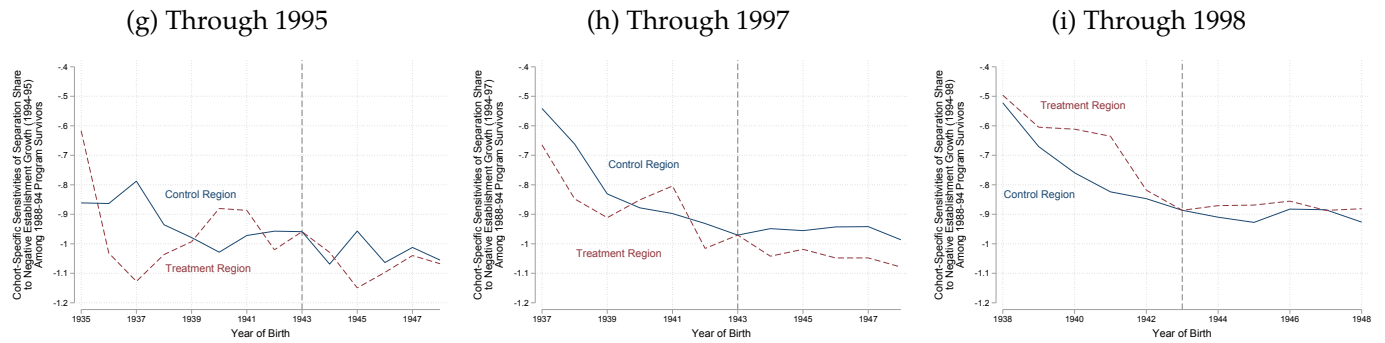 (g) Through 1995
Cohort-Specific Sensitivities of Separation Share
to Negative Establishment Growth (1994-95)
Among 1988-94 Program Survivors
-.4
-.5
-.6
-.7
-.8
-.9
-1
-1.1
-1.2
Control Region
Treatment Region
1935 1937 1939 1941 1943 1945 1947
Year of Birth
(h) Through 1997
Cohort-Specific Sensitivities of Separation Share
to Negative Establishment Growth (1994-97)
Among 1988-94 Program Survivors
-.4
-.5
-.6
-.7
-.8
-.9
-1
-1.1
-1.2
Control Region
Treatment Region
1937 1939 1941 1943 1945 1947
Year of Birth
(i) Through 1998
Cohort-Specific Sensitivities of Separation Share
to Negative Establishment Growth (1994-98)
Among 1988-94 Program Survivors
-.4
-.5
-.6
-.7
-.8
-.9
-1
-1.1
-1.2
Treatment Region
Control Region
1938 1940 1942 1944 1946 1948
Year of Birth